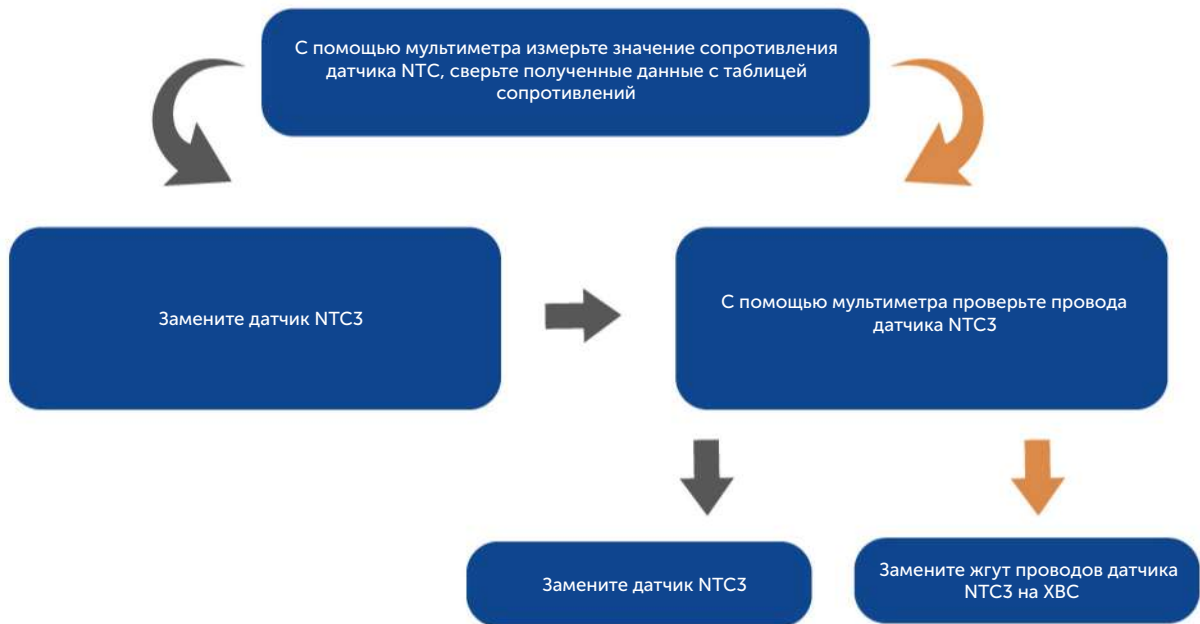 С помощью мультиметра измерьте значение сопротивления
датчика NTC, сверьте полученные данные с таблицей
сопротивлений
Замените датчик NTC3
С помощью мультиметра проверьте провода
датчика NTC3
Замените датчик NTC3
Замените жгут проводов датчика
NTC3 на ХВС